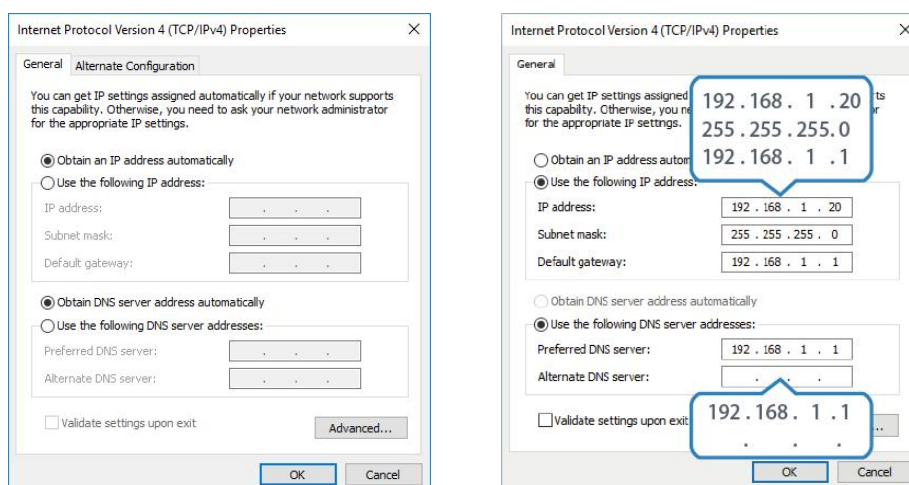 Internet Protocol Version 4 (TCP/IPv4) Properties
General
Alternate Configuration
You can get IP settings assigned automatically if your network supports
this capability. Otherwise, you need to ask your network administrator
for the appropriate IP settings.
Obtain an IP address automatically
Use the following IP address:
IP address:
. . .
Subnet mask:
. . .
Default gateway:
. . .
Obtain DNS server address automatically
Use the following DNS server addresses:
Preferred DNS server:
. . .
Alternate DNS server:
. . .
Validate settings upon exit
Advanced...
OK
Cancel
Internet Protocol Version 4 (TCP/IPv4) Properties
General
You can get IP settings assigned
this capability. Otherwise, you
for the appropriate IP settings.
192.168. 1 .20
255.255.255.0
192.168. 1 .1
Obtain an IP address
Use the following IP address:
IP address:
192 . 168 . 1 . 20
Subnet mask:
255 . 255 . 255 . 0
Default gateway:
192 . 168 . 1 . 1
Obtain DNS server address automatically
Use the following DNS server addresses:
Preferred DNS server:
192 . 168 . 1 . 1
Alternate DNS server:
. . .
Validate settings upon exit
192.168. 1 .1
. . .
OK
Cancel